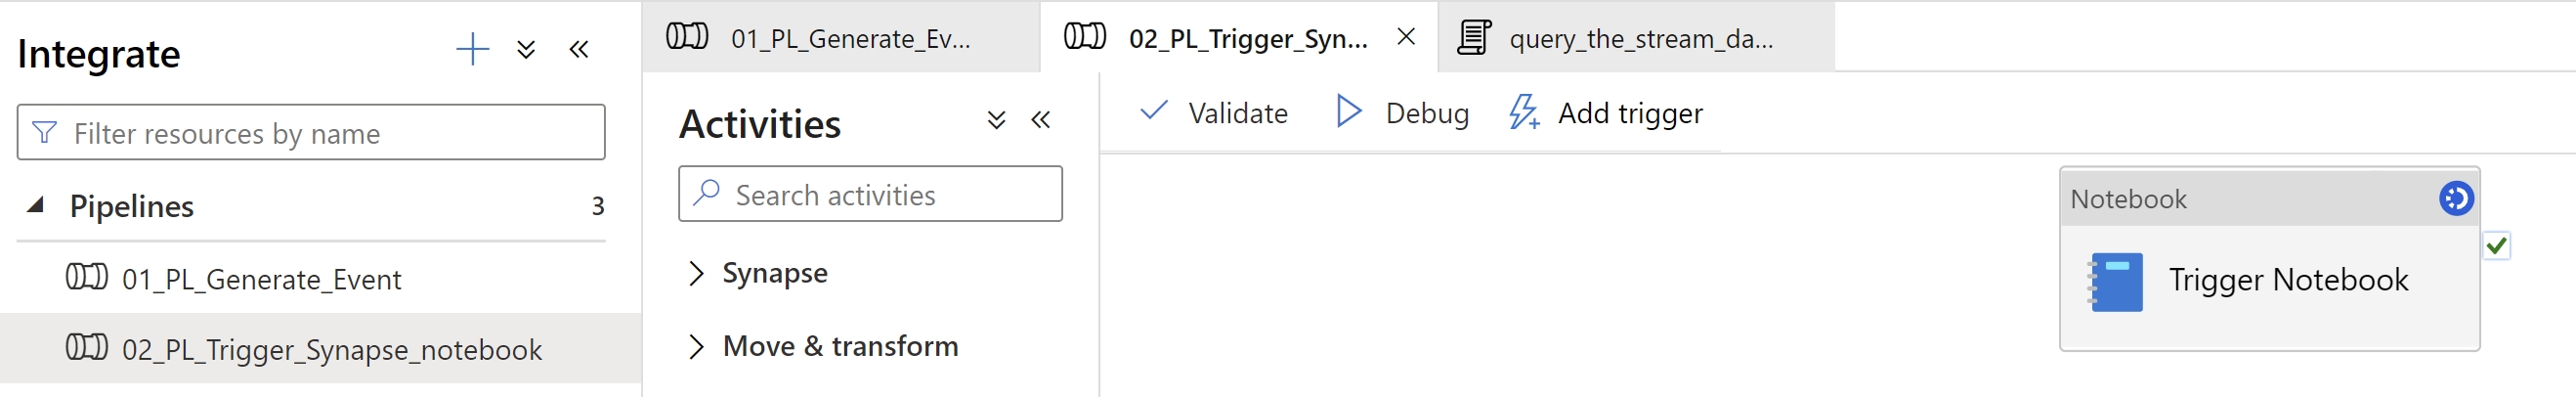 Integrate
Filter resources by name
Pipelines 3
01_PL_Generate_Event
02_PL_Trigger_Synapse_notebook
01_PL_Generate_Ev...
02_PL_Trigger_Syn...
query_the_stream_da...
Activities
Search activities
Synapse
Move & transform
Validate
Debug
Add trigger
Notebook
Trigger Notebook